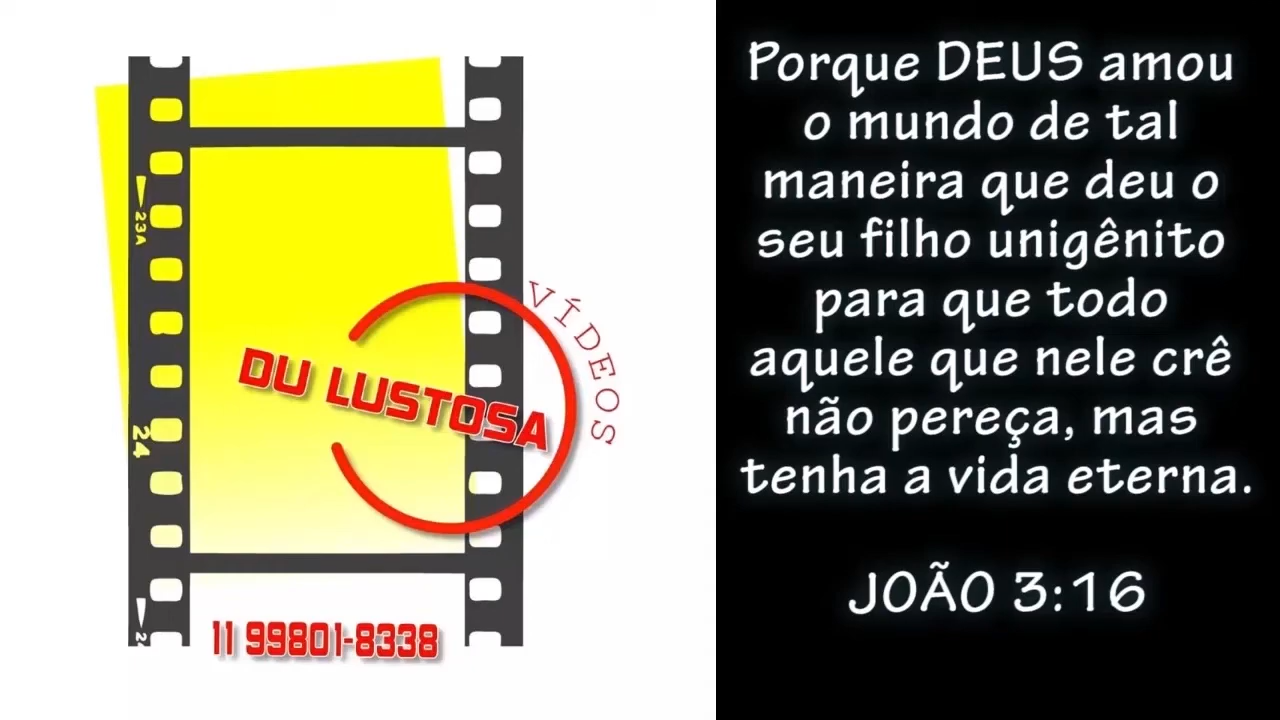 23A
24
VÍDEOS
DU LUSTOSA
11 99801-8338
Porque DEUS amou
o mundo de tal
maneira que deu o
seu filho unigênito
para que todo
aquele que nele crê
não pereça, mas
tenha a vida eterna.
JOÃO 3:16